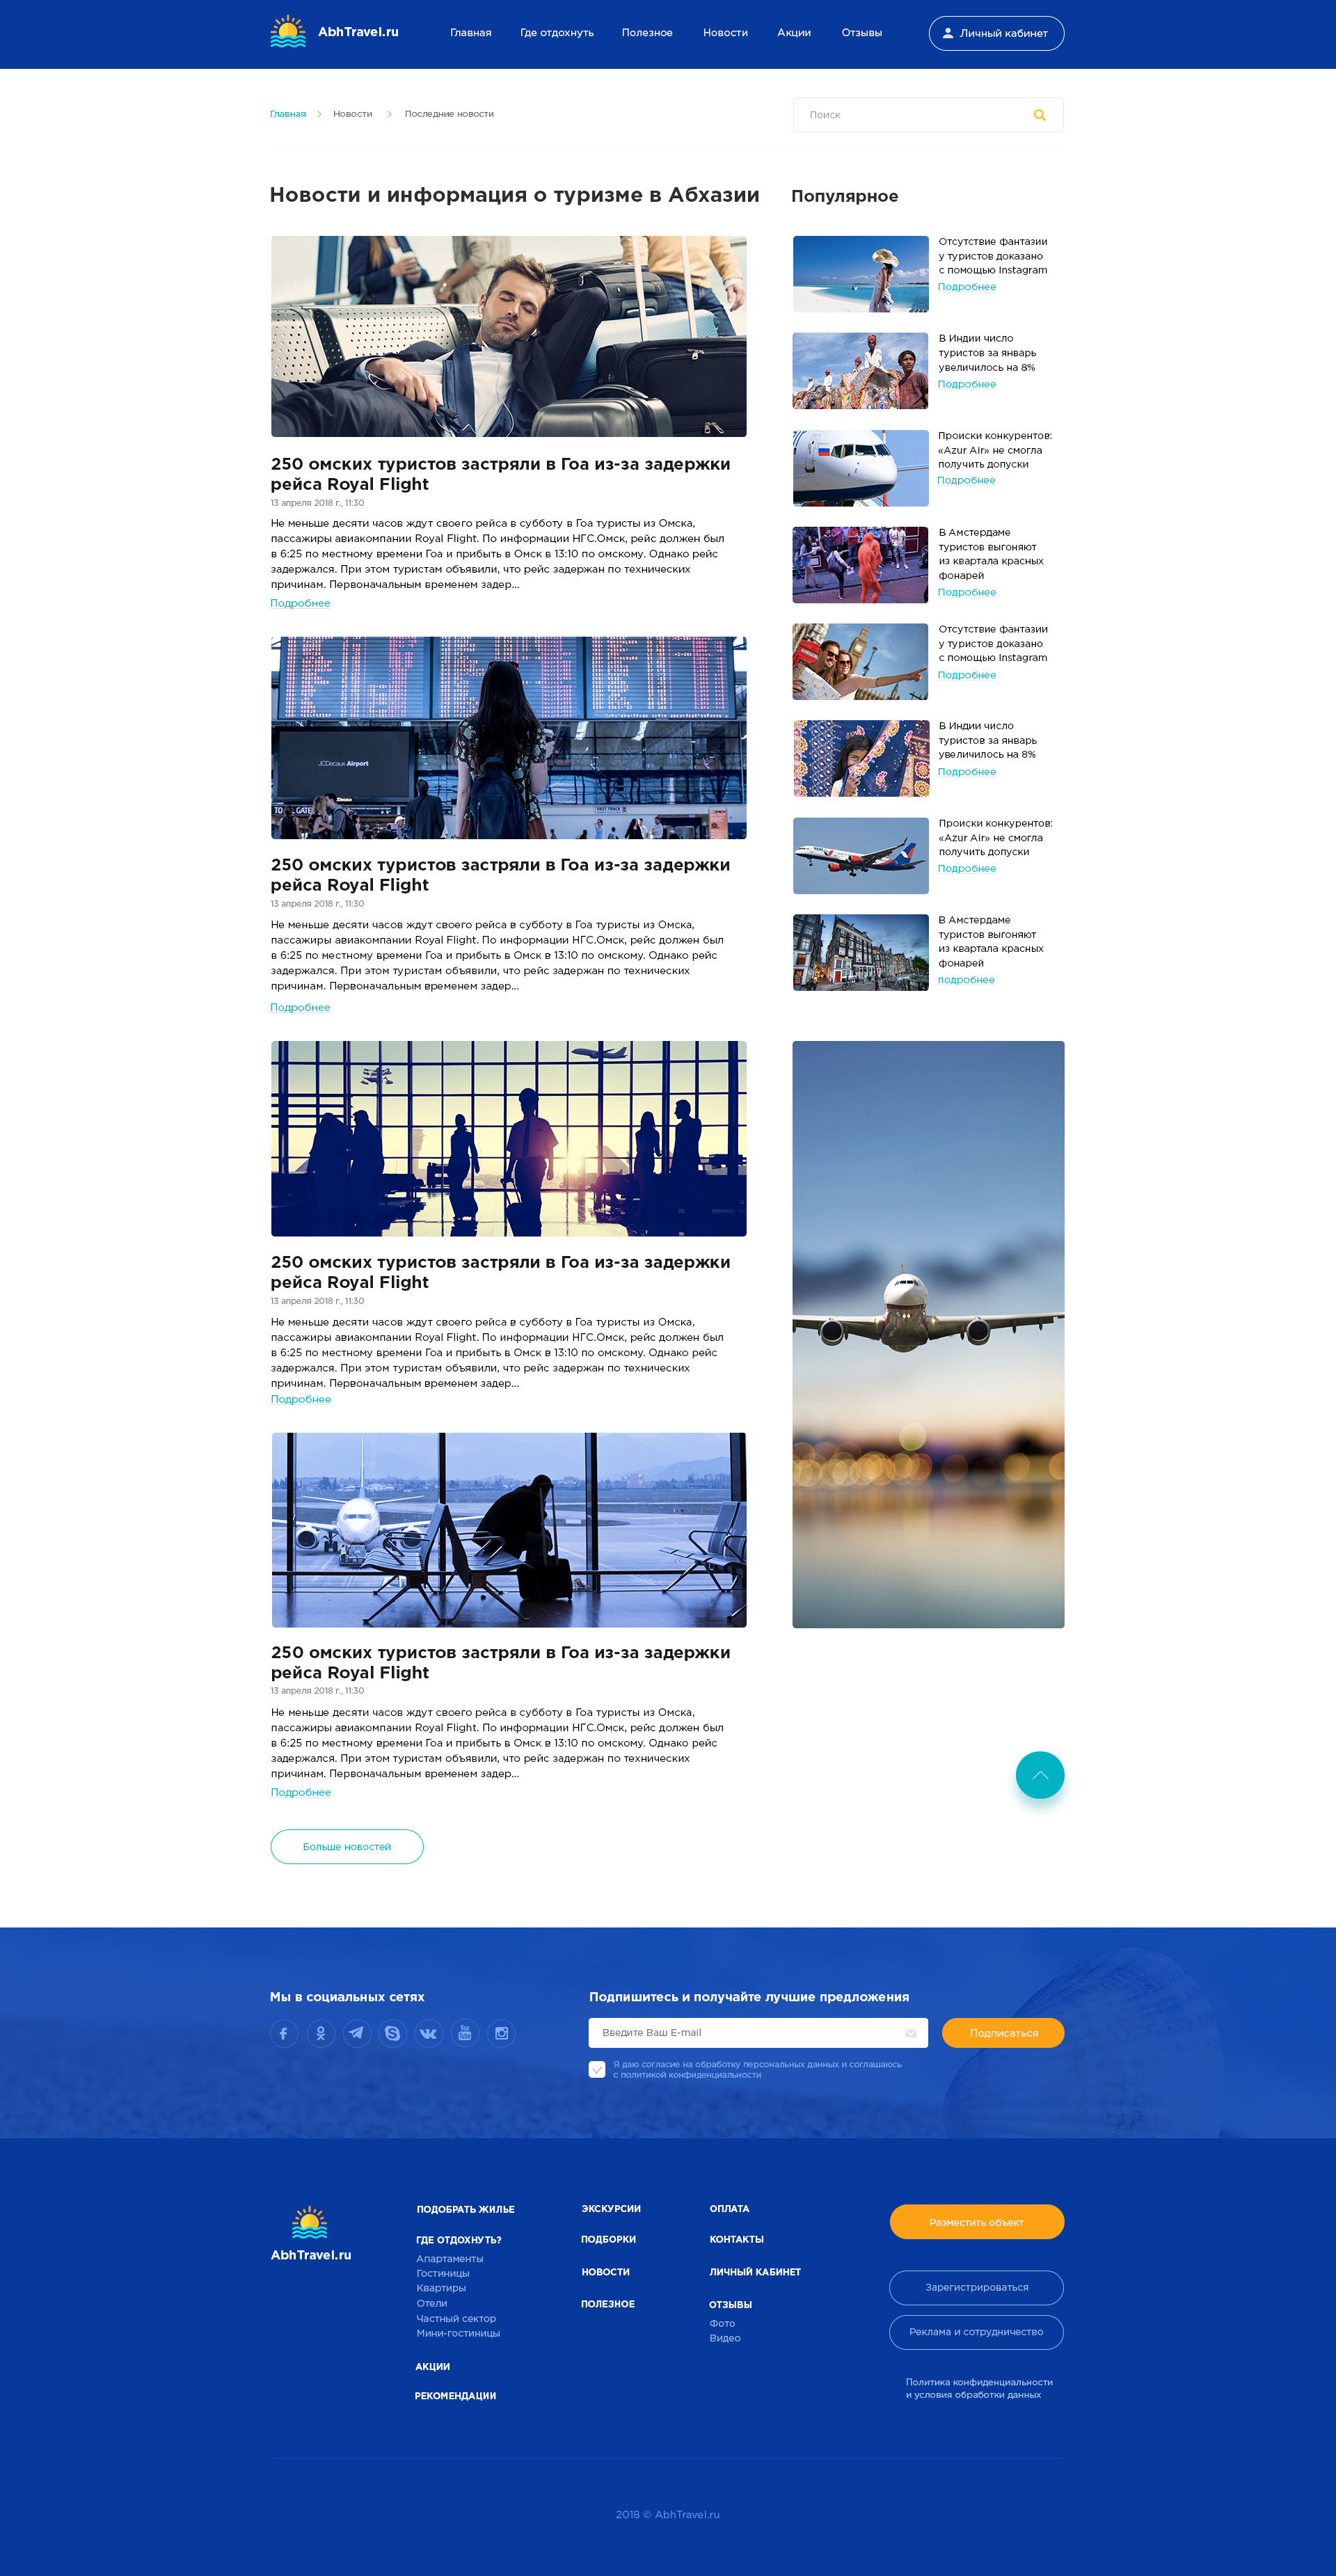 AbhTravel.ru
Главная
Где отдохнуть
Полезное
Новости
Акции
Отзывы
Личный кабинет
Главная
Новости
Последние новости
Поиск
Новости и информация о туризме в Абхазии
250 омских туристов застряли в Гоа из-за задержки
рейса Royal Flight
13 апреля 2018 г., 11:30
Не меньше десяти часов ждут своего рейса в субботу в Гоа туристы из Омска,
пассажиры авиакомпании Royal Flight. По информации НГС.Омск, рейс должен был
в 6:25 по местному времени Гоа и прибыть в Омск в 13:10 по омскому. Однако рейс
задержался. При этом туристам объявили, что рейс задержан по технических
причинам. Первоначальным временем задер...
Подробнее
JCDecaux Airport
FAST TRACK
250 омских туристов застряли в Гоа из-за задержки
рейса Royal Flight
13 апреля 2018 г., 11:30
Не меньше десяти часов ждут своего рейса в субботу в Гоа туристы из Омска,
пассажиры авиакомпании Royal Flight. По информации НГС.Омск, рейс должен был
в 6:25 по местному времени Гоа и прибыть в Омск в 13:10 по омскому. Однако рейс
задержался. При этом туристам объявили, что рейс задержан по технических
причинам. Первоначальным временем задер...
Подробнее
250 омских туристов застряли в Гоа из-за задержки
рейса Royal Flight
13 апреля 2018 г., 11:30
Не меньше десяти часов ждут своего рейса в субботу в Гоа туристы из Омска,
пассажиры авиакомпании Royal Flight. По информации НГС.Омск, рейс должен был
в 6:25 по местному времени Гоа и прибыть в Омск в 13:10 по омскому. Однако рейс
задержался. При этом туристам объявили, что рейс задержан по технических
причинам. Первоначальным временем задер...
Подробнее
250 омских туристов застряли в Гоа из-за задержки
рейса Royal Flight
13 апреля 2018 г., 11:30
Не меньше десяти часов ждут своего рейса в субботу в Гоа туристы из Омска,
пассажиры авиакомпании Royal Flight. По информации НГС.Омск, рейс должен был
в 6:25 по местному времени Гоа и прибыть в Омск в 13:10 по омскому. Однако рейс
задержался. При этом туристам объявили, что рейс задержан по технических
причинам. Первоначальным временем задер...
Подробнее
Больше новостей
Популярное
Отсутствие фантазии
у туристов доказано
с помощью Instagram
Подробнее
В Индии число
туристов за январь
увеличилось на 8%
Подробнее
Происки конкурентов:
«Azur Air» не смогла
получить допуски
Подробнее
В Амстердаме
туристов выгоняют
из квартала красных
фонарей
Подробнее
Отсутствие фантазии
у туристов доказано
с помощью Instagram
Подробнее
В Индии число
туристов за январь
увеличилось на 8%
Подробнее
Происки конкурентов:
«Azur Air» не смогла
получить допуски
Подробнее
В Амстердаме
туристов выгоняют
из квартала красных
фонарей
подробнее
Мы в социальных сетях
You
Tube
Подпишитесь и получайте лучшие предложения
Введите Ваш E-mail
Подписаться
Я даю согласие на обработку персональных данных и соглашаюсь
с политикой конфиденциальности
AbhTravel.ru
ПОДОБРАТЬ ЖИЛЬЕ
ГДЕ ОТДОХНУТЬ?
Апартаменты
Гостиницы
Квартиры
Отели
Частный сектор
Мини-гостиницы
АКЦИИ
РЕКОМЕНДАЦИИ
ЭКСКУРСИИ
ПОДБОРКИ
НОВОСТИ
ПОЛЕЗНОЕ
ОПЛАТА
КОНТАКТЫ
ЛИЧНЫЙ КАБИНЕТ
ОТЗЫВЫ
Фото
Видео
Разместить объект
Зарегистрироваться
Реклама и сотрудничество
Политика конфиденциальности
и условия обработки данных
2018 © AbhTravel.ru